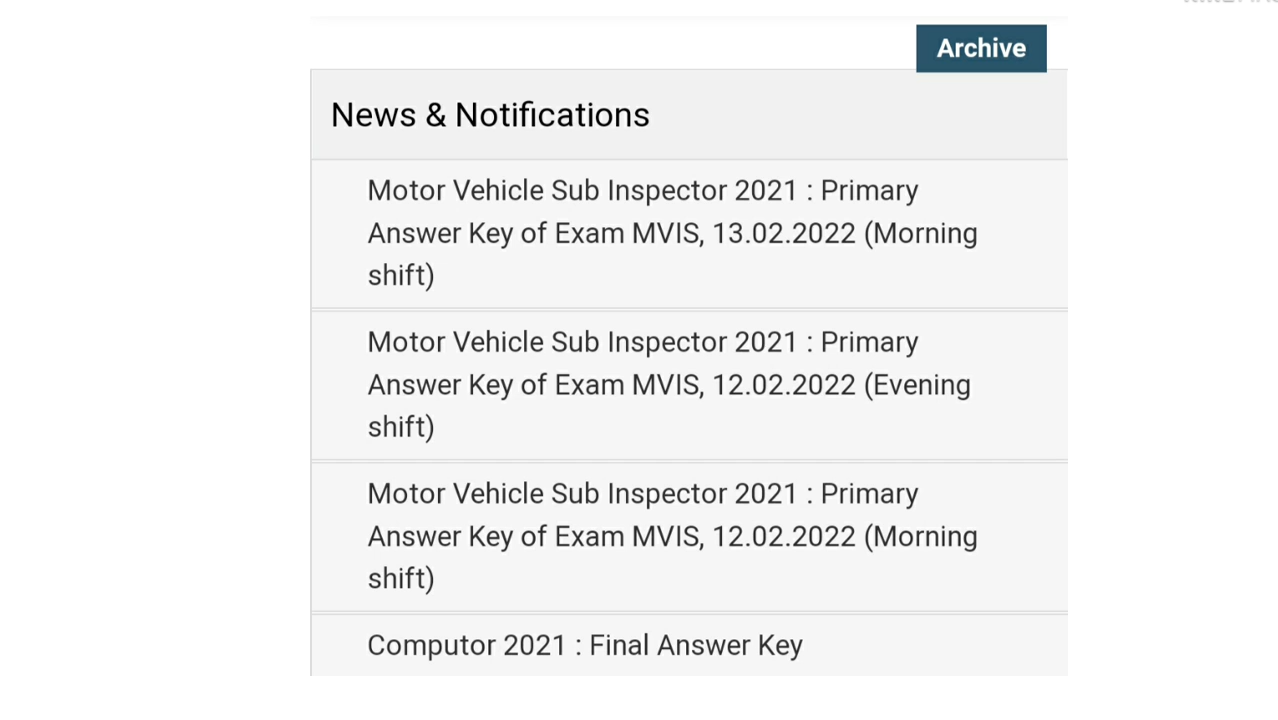 Archive
News & Notifications
Motor Vehicle Sub Inspector 2021 : Primary
Answer Key of Exam MVIS, 13.02.2022 (Morning
shift)
Motor Vehicle Sub Inspector 2021 : Primary
Answer Key of Exam MVIS, 12.02.2022 (Evening
shift)
Motor Vehicle Sub Inspector 2021 : Primary
Answer Key of Exam MVIS, 12.02.2022 (Morning
shift)
Computor 2021 : Final Answer Key